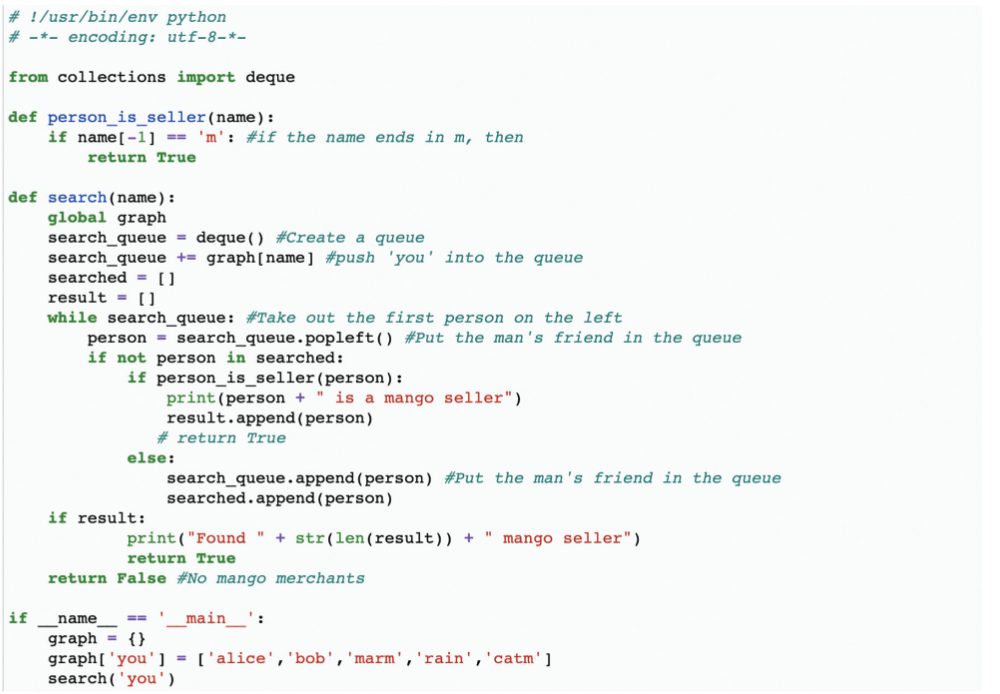 # !/usr/bin/env python
# -*- encoding: utf-8-*-

from collections import deque

def person_is_seller(name):
    if name[-1] == 'm': #if the name ends in m, then
        return True

def search(name):
    global graph
    search_queue = deque() #Create a queue
    search_queue += graph[name] #push 'you' into the queue
    searched = []
    result = []
    while search_queue: #Take out the first person on the left
        person = search_queue.popleft() #Put the man's friend in the queue
        if not person in searched:
            if person_is_seller(person):
                print(person + " is a mango seller")
                result.append(person)
               # return True
            else:
                search_queue.append(person) #Put the man's friend in the queue
                searched.append(person)
    if result:
            print("Found " + str(len(result)) + " mango seller")
            return True
    return False #No mango merchants

if __name__ == '__main__':
    graph = {}
    graph['you'] = ['alice','bob','marm','rain','catm']
    search('you')